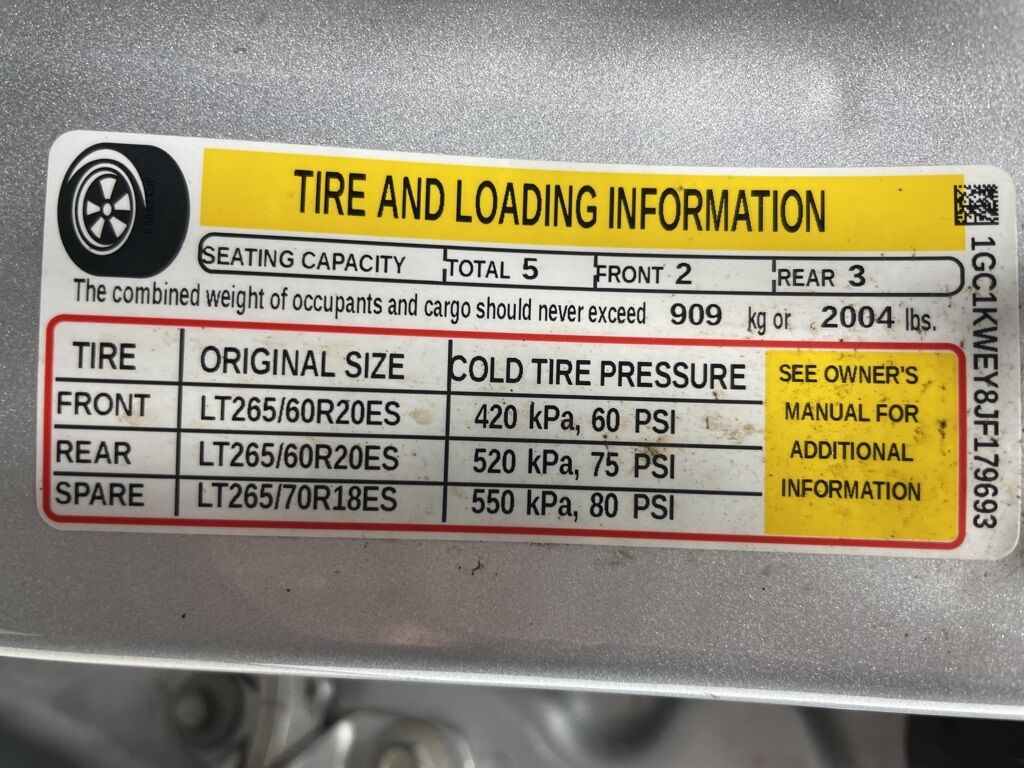 TIRE AND LOADING INFORMATION
SEATING CAPACITY TOTAL 5 FRONT 2 REAR 3
The combined weight of occupants and cargo should never exceed 909 kg or 2004 lbs.
TIRE ORIGINAL SIZE COLD TIRE PRESSURE
FRONT LT265/60R20ES 420 kPa, 60 PSI
REAR LT265/60R20ES 520 kPa, 75 PSI
SPARE LT265/70R18ES 550 kPa, 80 PSI
SEE OWNER'S
MANUAL FOR
ADDITIONAL
INFORMATION
1GC1KWEY8JF179693